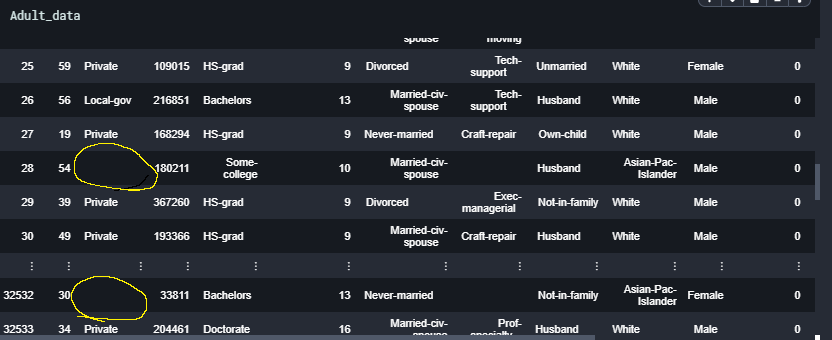 Adult_data
spouse moving
25 59 Private 109015 HS-grad 9 Divorced Tech-support Unmarried White Female 0
26 56 Local-gov 216851 Bachelors 13 Married-civ-spouse Tech-support Husband White Male 0
27 19 Private 168294 HS-grad 9 Never-married Craft-repair Own-child White Male 0
28 54 180211 Some-college 10 Married-civ-spouse Husband Asian-Pac-Islander Male 0
29 39 Private 367260 HS-grad 9 Divorced Exec-managerial Not-in-family White Male 0
30 49 Private 193366 HS-grad 9 Married-civ-spouse Craft-repair Husband White Male 0
⋮ ⋮ ⋮ ⋮ ⋮ ⋮ ⋮ ⋮ ⋮ ⋮ ⋮ ⋮
32532 30 33811 Bachelors 13 Never-married Not-in-family Asian-Pac-Islander Female 0
32533 34 Private 204461 Doctorate 16 Married-civ-spouse Prof-specialty Husband White Male 0